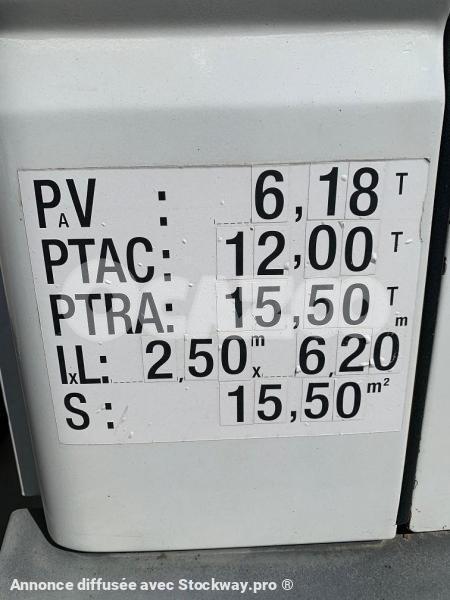 PAV : 6,18 T
PTAC: 12,00 T
PTRA: 15,50 T
lxL: 2,50 m x 6,20 m
S : 15,50 m²
Annonce diffusée avec Stockway.pro ®